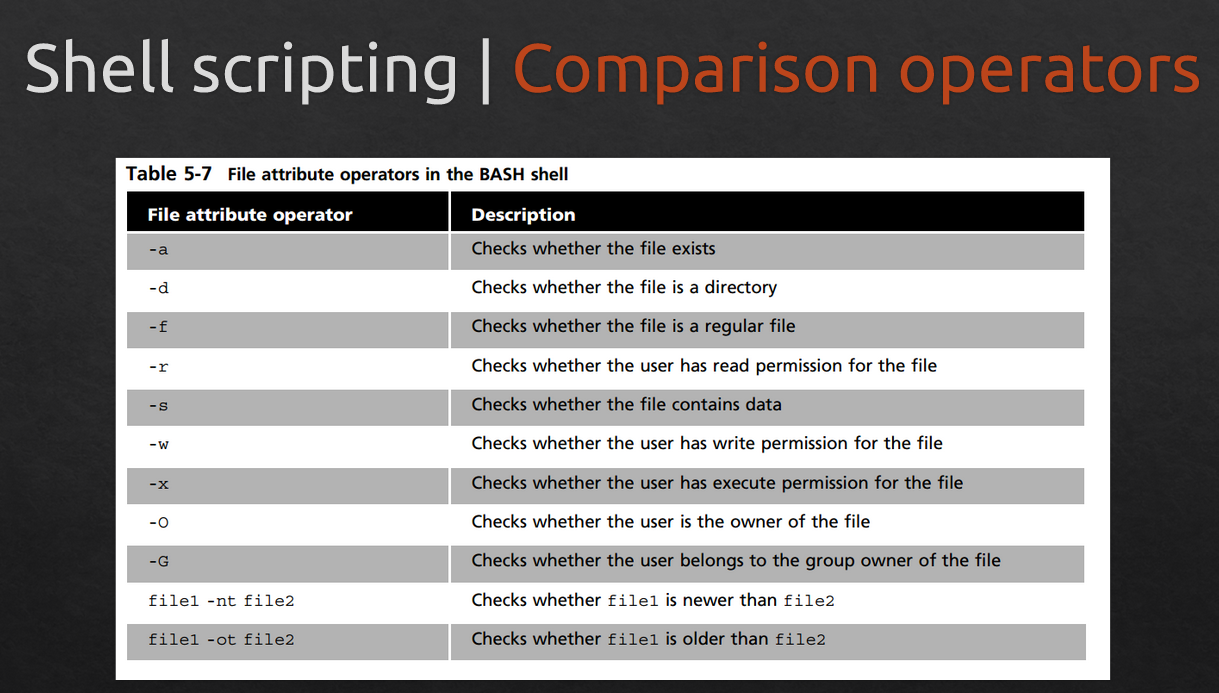 Shell scripting | Comparison operators
Table 5-7 File attribute operators in the BASH shell
File attribute operator Description
-a Checks whether the file exists
-d Checks whether the file is a directory
-f Checks whether the file is a regular file
-r Checks whether the user has read permission for the file
-s Checks whether the file contains data
-w Checks whether the user has write permission for the file
-x Checks whether the user has execute permission for the file
-O Checks whether the user is the owner of the file
-G Checks whether the user belongs to the group owner of the file
file1 -nt file2 Checks whether file1 is newer than file2
file1 -ot file2 Checks whether file1 is older than file2